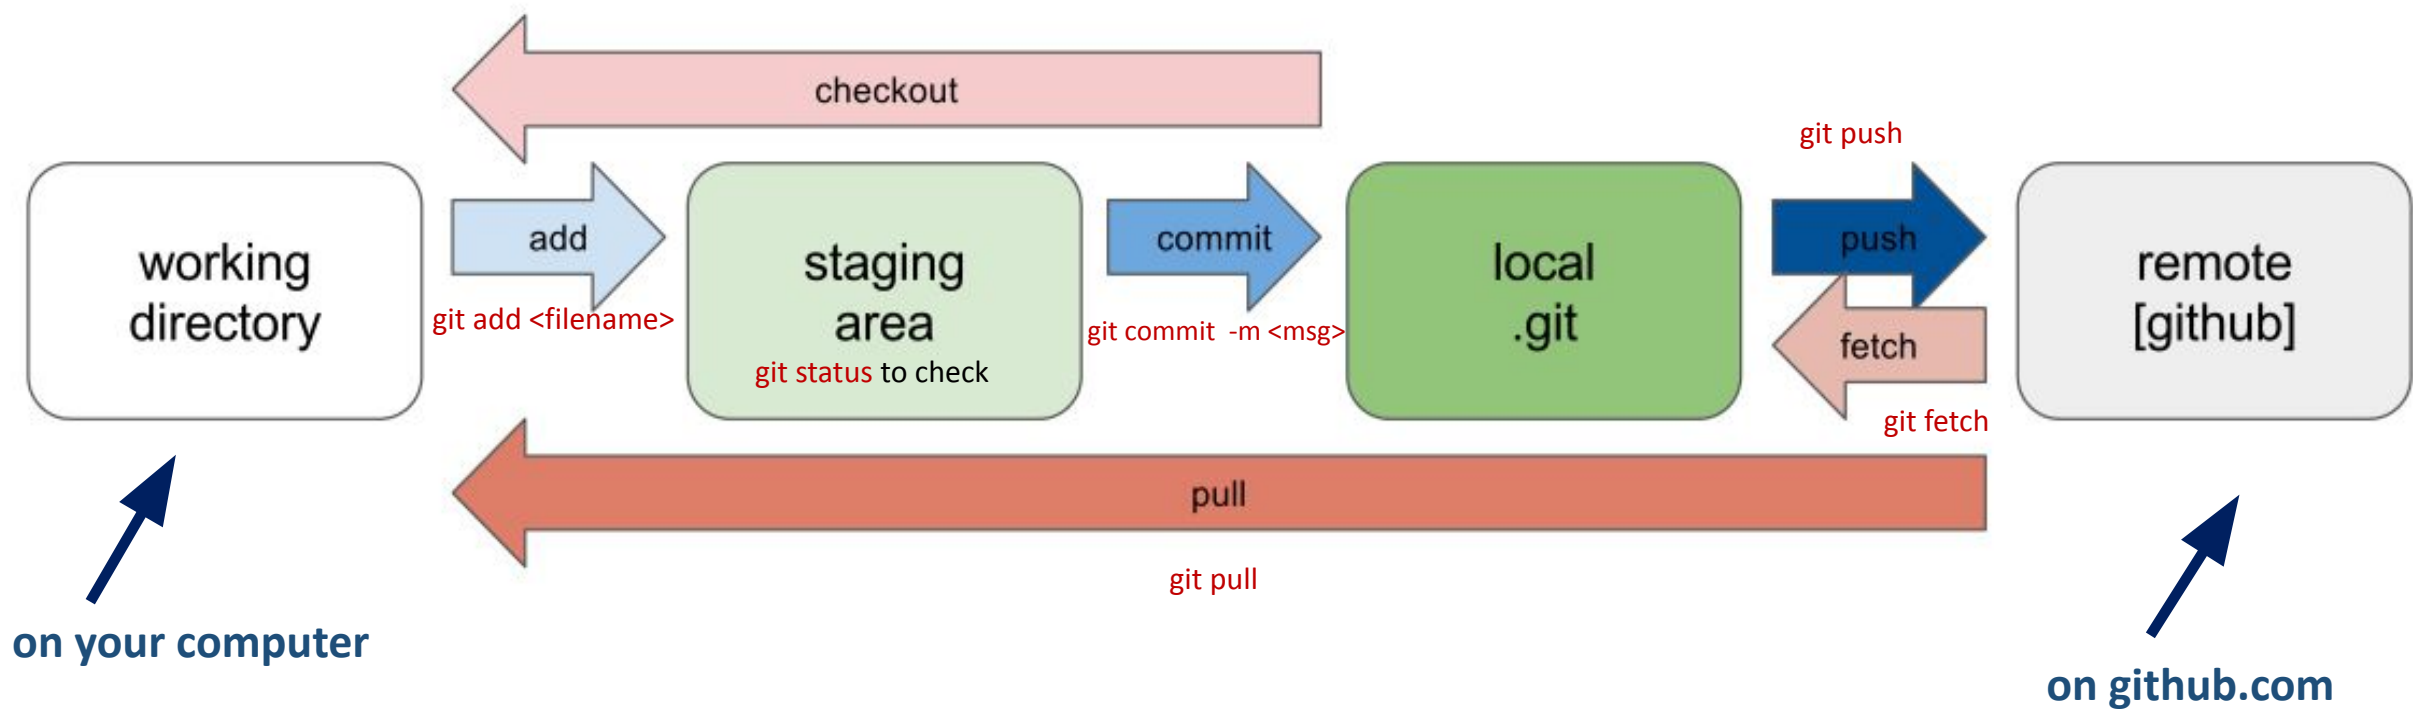 checkout
git push
working
directory
add
git add <filename>
staging
area
git status to check
commit
git commit  -m <msg>
local
.git
push
fetch
git fetch
remote
[github]
pull
git pull
on your computer
on github.com